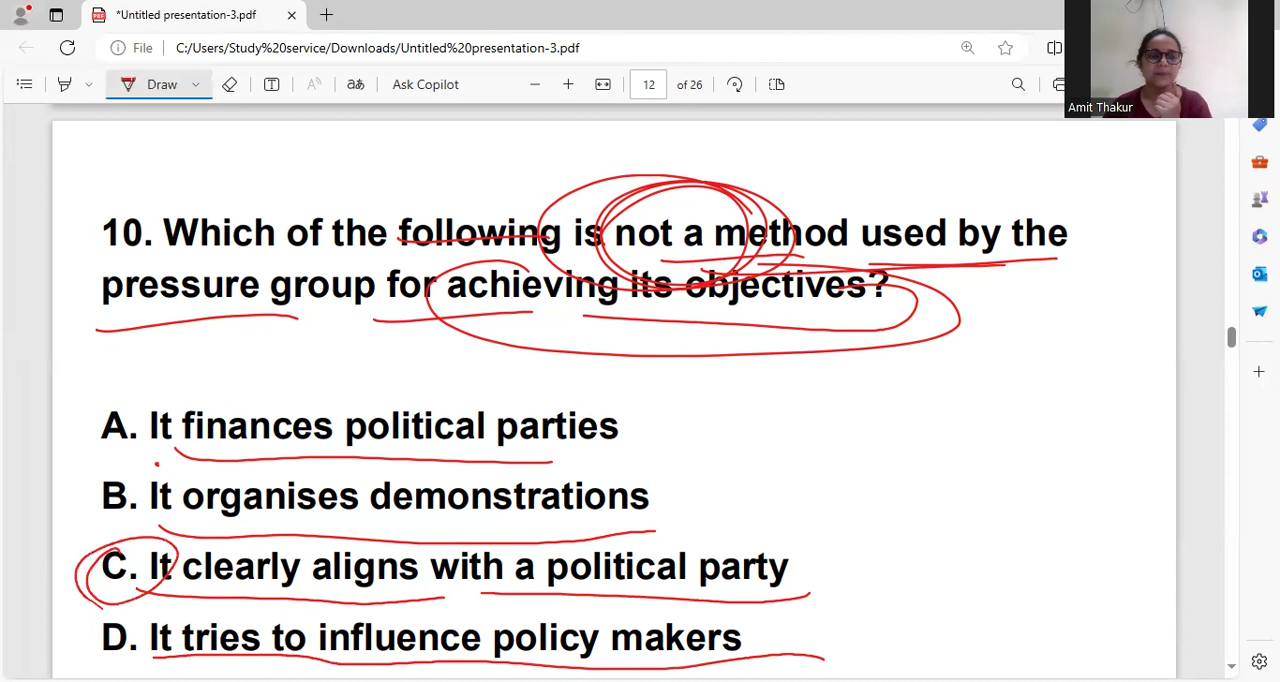 *Untitled presentation-3.pdf
File
C:/Users/Study%20service/Downloads/Untitled%20presentation-3.pdf
Draw
Ask Copilot
12 of 26
Amit Thakur
10. Which of the following is not a method used by the
pressure group for achieving its objectives?
A. It finances political parties
B. It organises demonstrations
C. It clearly aligns with a political party
D. It tries to influence policy makers